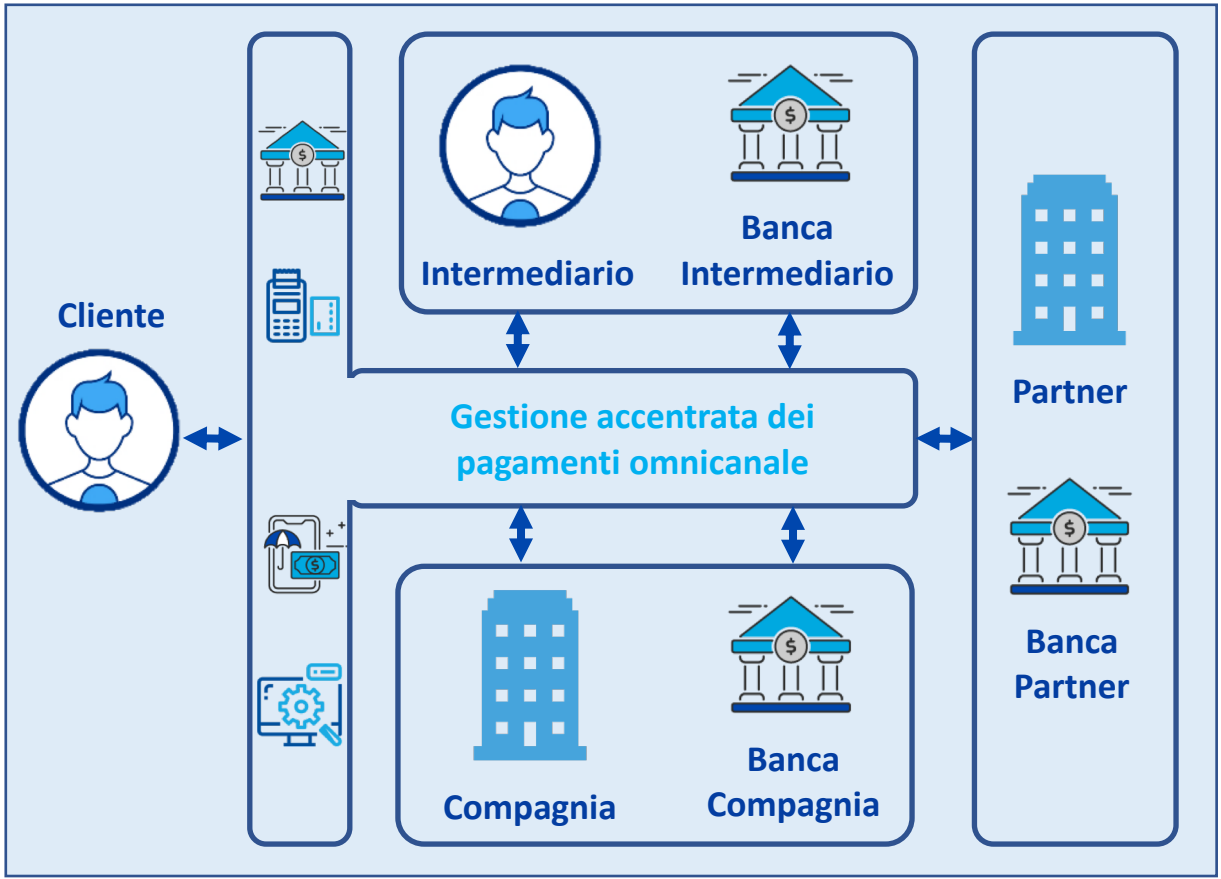 Cliente
Intermediario
Banca
Intermediario
Gestione accentrata dei
pagamenti omnicanale
Compagnia
Banca
Compagnia
Partner
Banca
Partner